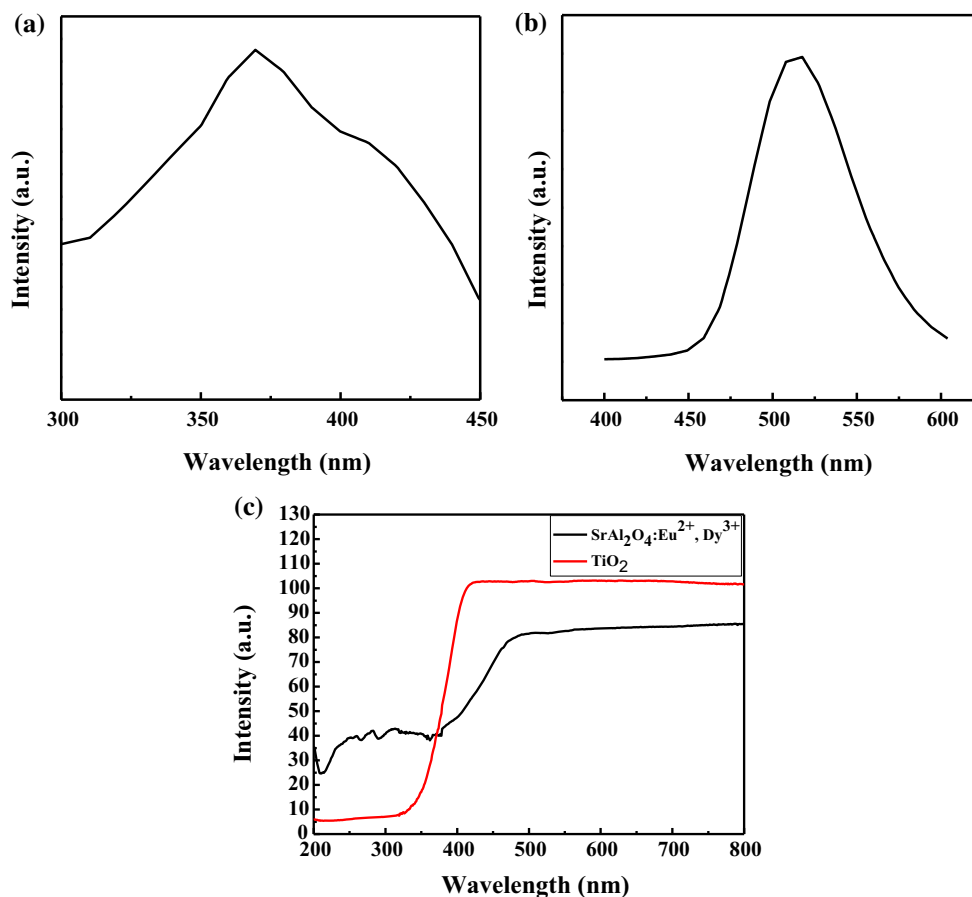 (a)
Intensity (a.u.)
300 350 400 450
Wavelength (nm)
(b)
Intensity (a.u.)
400 450 500 550 600
Wavelength (nm)
(c)
130
120
110
100
90
80
70
60
50
40
30
20
10
0
Intensity (a.u.)
SrAl₂O₄:Eu²⁺, Dy³⁺
TiO₂
200 300 400 500 600 700 800
Wavelength (nm)